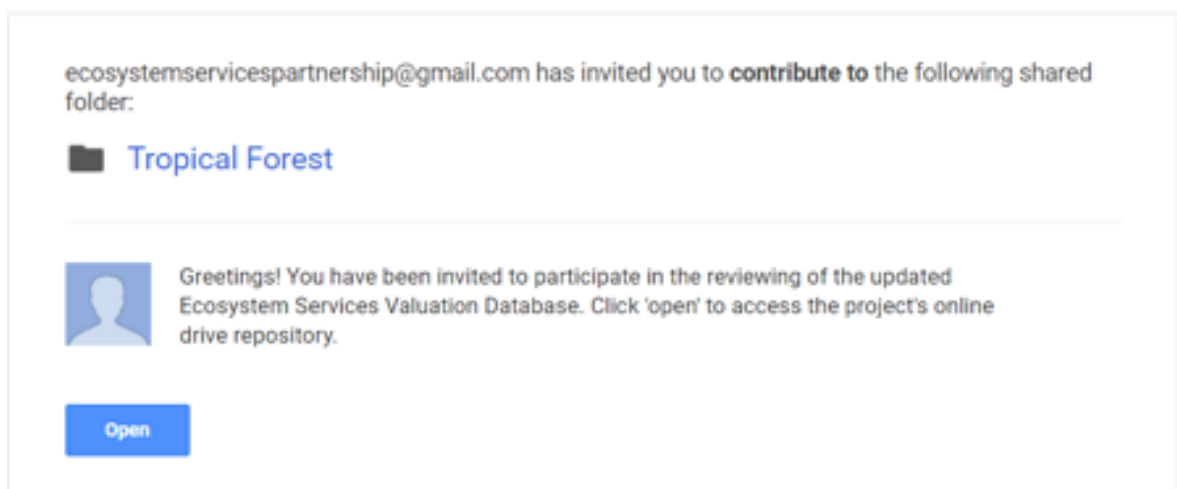 ecosystemservicespartnership@gmail.com has invited you to contribute to the following shared
folder:
Tropical Forest
Greetings! You have been invited to participate in the reviewing of the updated
Ecosystem Services Valuation Database. Click 'open' to access the project's online
drive repository.
Open